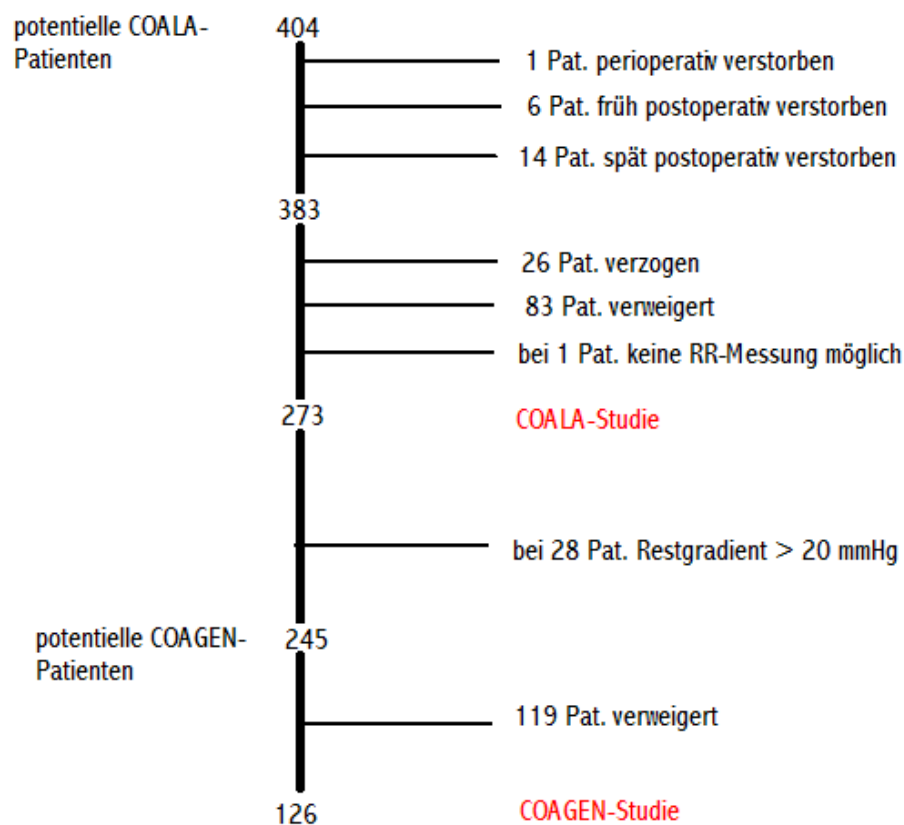 potentielle COALA-
Patienten
404
1 Pat. perioperativ verstorben
6 Pat. früh postoperativ verstorben
14 Pat. spät postoperativ verstorben
383
26 Pat. verzogen
83 Pat. verweigert
bei 1 Pat. keine RR-Messung möglich
273
COALA-Studie
bei 28 Pat. Restgradient > 20 mmHg
potentielle COAGEN-
Patienten
245
119 Pat. verweigert
126
COAGEN-Studie